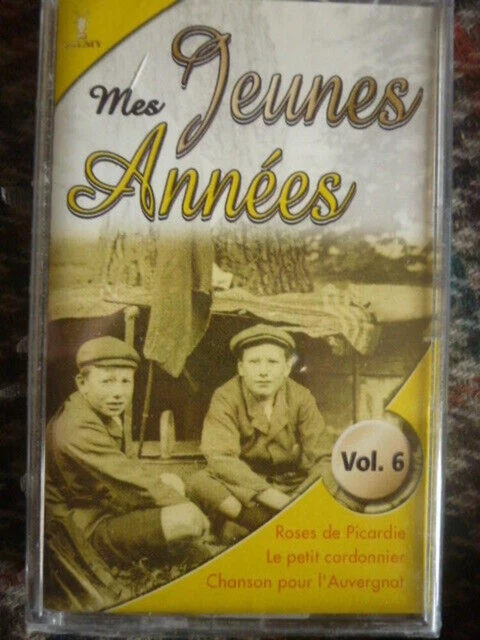 Mes Jeunes
Années
Vol. 6
Roses de Picardie
Le petit cordonnier
Chanson pour l'Auvergnat